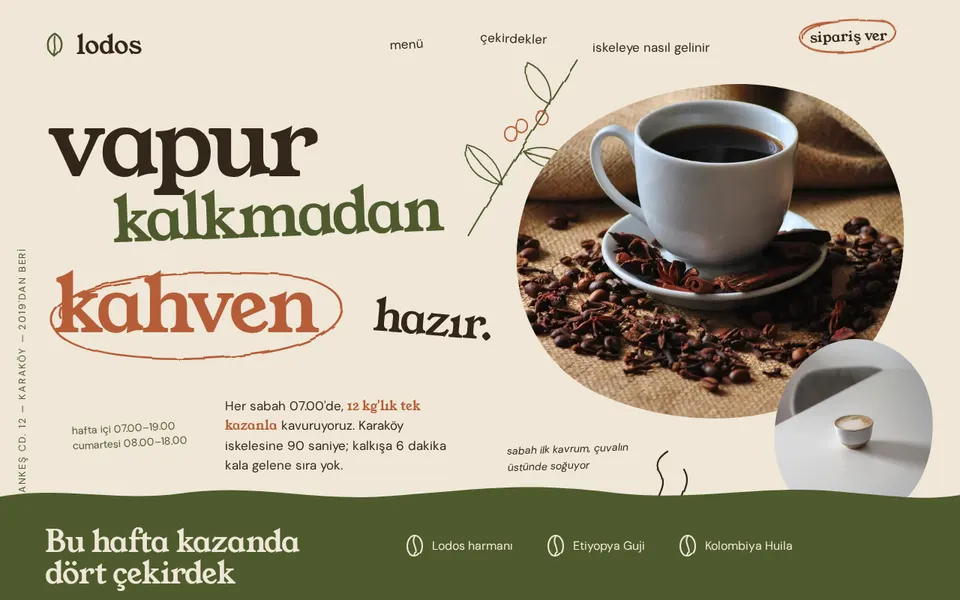 lodos
menü
çekirdekler
iskeleye nasıl gelinir
sipariş ver
vapur
kalkmadan
kahven
hazır.
ANKEŞ CD. 12 — KARAKÖY — 2019'DAN BERİ
hafta içi 07.00–19.00
cumartesi 08.00–18.00
Her sabah 07.00'de, 12 kg'lık tek
kazanla kavuruyoruz. Karaköy
iskelesine 90 saniye; kalkışa 6 dakika
kala gelene sıra yok.
sabah ilk kavrum, çuvalın
üstünde soğuyor
Bu hafta kazanda
dört çekirdek
Lodos harmanı
Etiyopya Guji
Kolombiya Huila